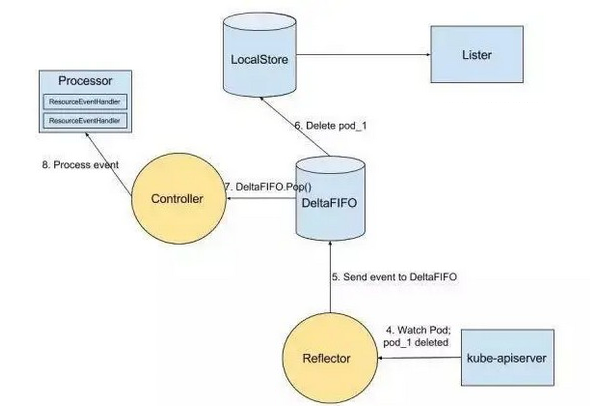 LocalStore
Lister
Processor
ResourceEventHandler
ResourceEventHandler
6. Delete pod_1
8. Process event
Controller
7. DeltaFIFO.Pop()
DeltaFIFO
5. Send event to DeltaFIFO
4. Watch Pod;
pod_1 deleted
Reflector
kube-apiserver